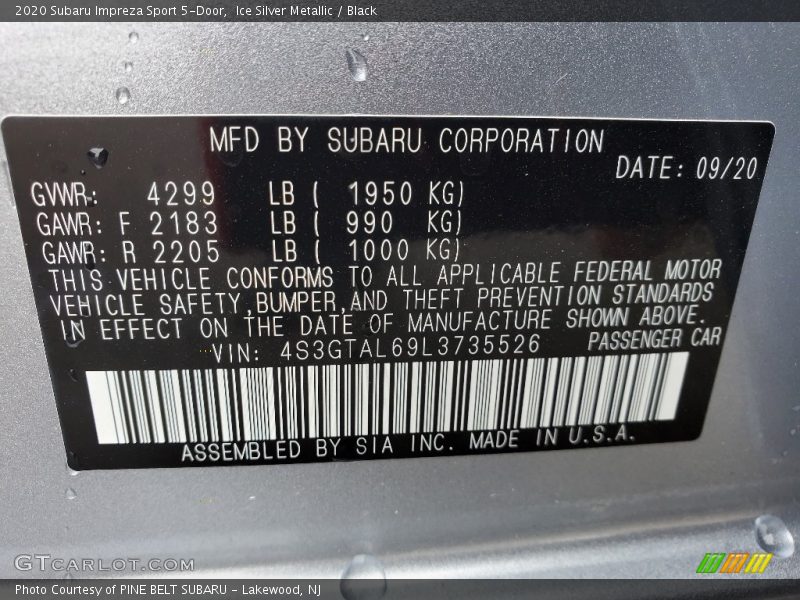 2020 Subaru Impreza Sport 5-Door,  Ice Silver Metallic / Black
MFD BY SUBARU CORPORATION
DATE: 09/20
GVWR: 4299 LB ( 1950 KG)
GAWR: F 2183 LB ( 990 KG)
GAWR: R 2205 LB ( 1000 KG)
THIS VEHICLE CONFORMS TO ALL APPLICABLE FEDERAL MOTOR
VEHICLE SAFETY,BUMPER,AND THEFT PREVENTION STANDARDS
IN EFFECT ON THE DATE OF MANUFACTURE SHOWN ABOVE.
VIN: 4S3GTAL69L3735526 PASSENGER CAR
ASSEMBLED BY SIA INC. MADE IN U.S.A.
GTCarLot.com
Photo Courtesy of PINE BELT SUBARU - Lakewood, NJ